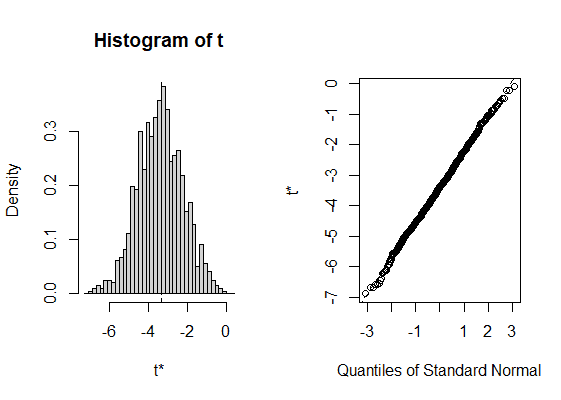 Histogram of t
Density
0.0 0.1 0.2 0.3
-6 -4 -2 0
t*
t*
-7 -6 -5 -4 -3 -2 -1 0
-3 -1 1 2 3
Quantiles of Standard Normal